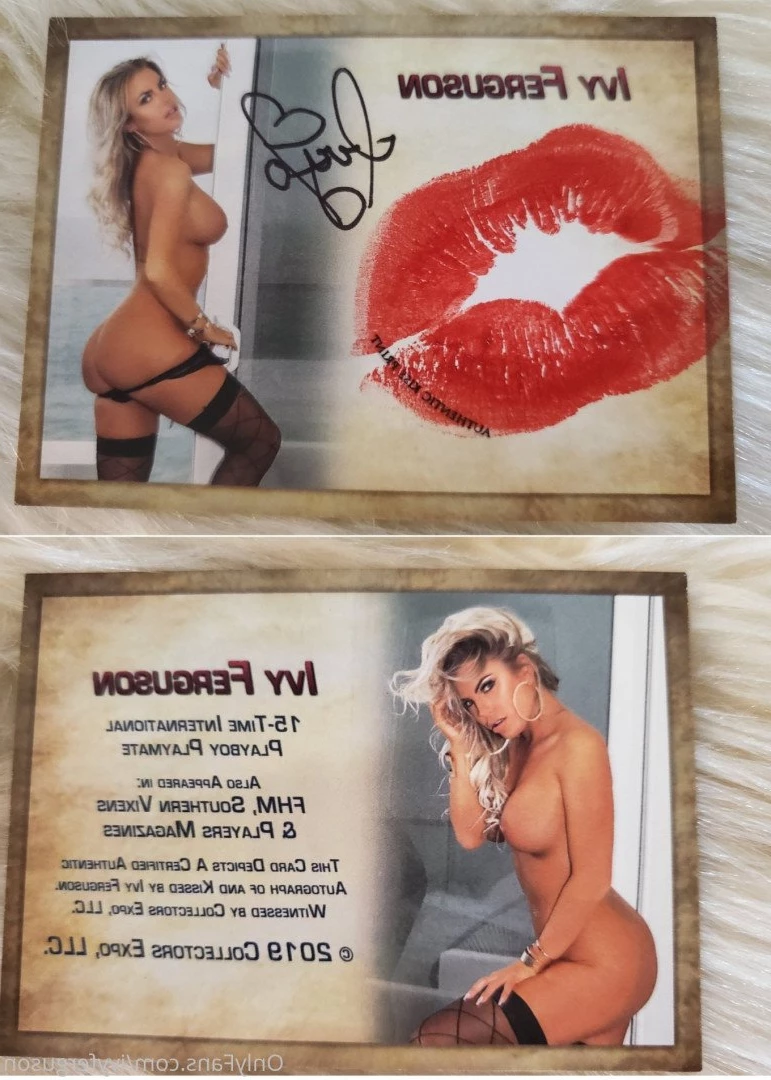 IVY FERGUSON
AUTHENTIC KISS PRINT
IVY FERGUSON
15-TIME INTERNATIONAL
PLAYBOY PLAYMATE
ALSO APPEARED IN:
FHM, SOUTHERN VIXENS
& PLAYERS MAGAZINES
THIS CARD DEPICTS A CERTIFIED AUTHENTIC
AUTOGRAPH OF AND KISSED BY IVY FERGUSON.
WITNESSED BY COLLECTORS EXPO, LLC.
© 2019 COLLECTORS EXPO, LLC.
OnlyFans.com/ivyferguson